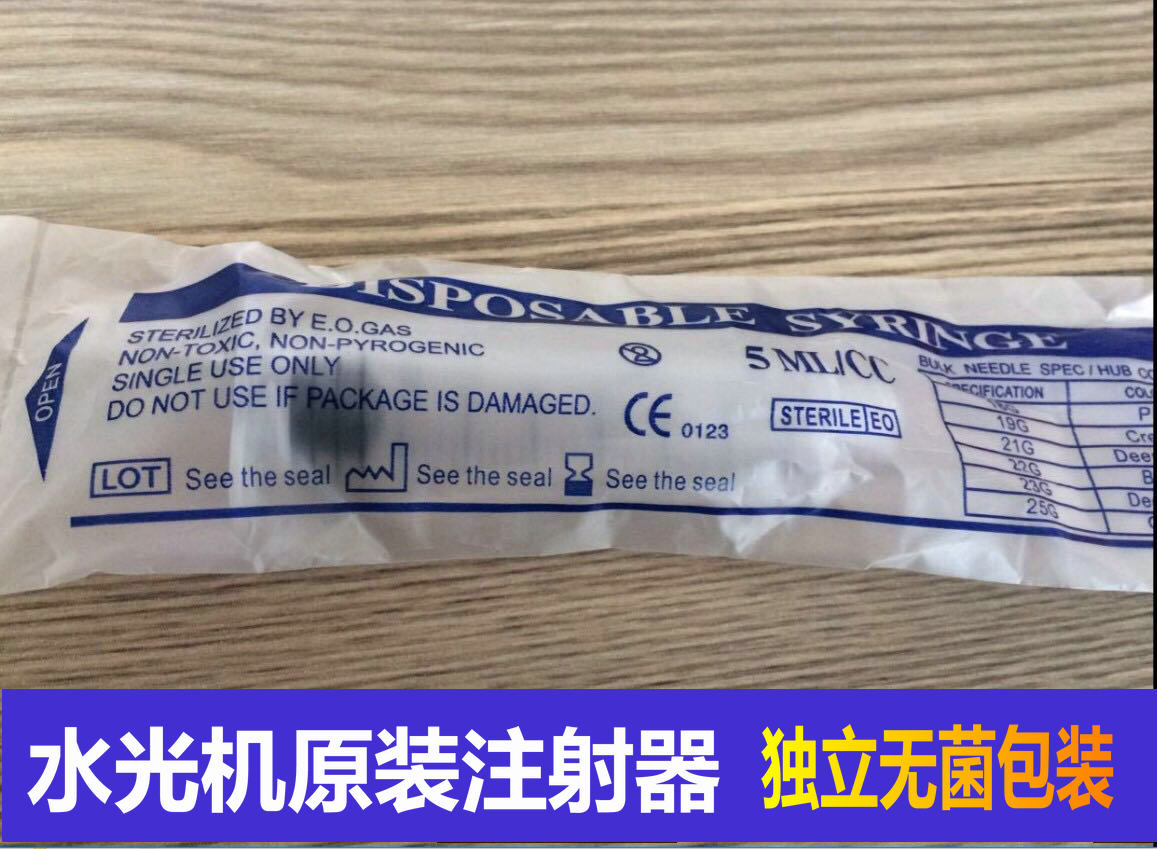 DISPOSABLE SYRINGE
STERILIZED BY E.O.GAS
NON-TOXIC, NON-PYROGENIC
SINGLE USE ONLY
DO NOT USE IF PACKAGE IS DAMAGED.
OPEN
2
5 ML/CC
CE 0123
STERILE EO
LOT See the seal See the seal See the seal
BULK NEEDLE SPEC / HUB
SPECIFICATION
19G
21G
22G
23G
25G
水光机原装注射器 独立无菌包装